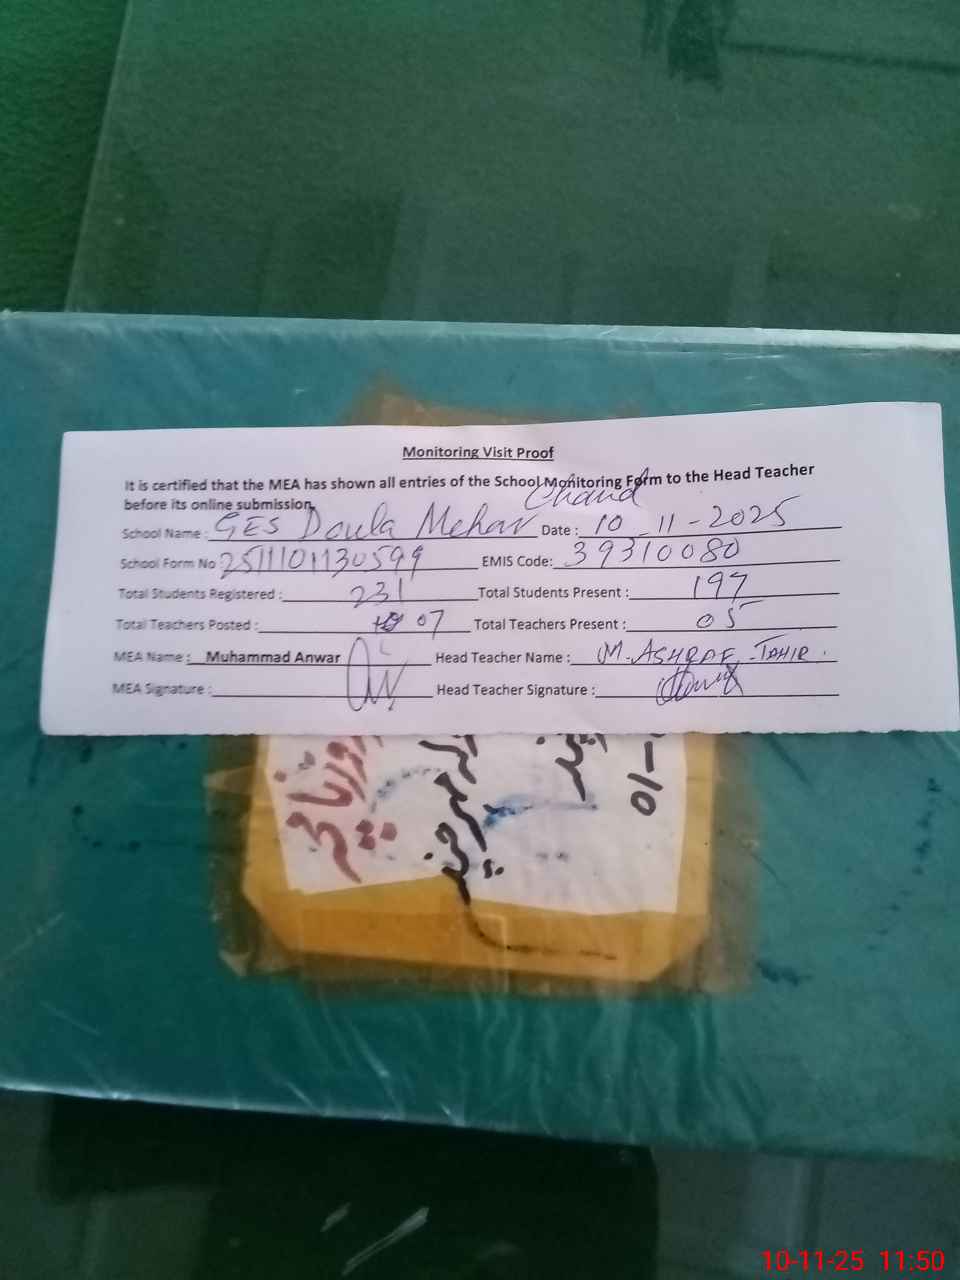 Monitoring Visit Proof
It is certified that the MEA has shown all entries of the School Monitoring Form to the Head Teacher
before its online submission.
School Name : GES Doula Mehar Chand Date : 10-11-2025
School Form No : 2511101130599 EMIS Code: 39310080
Total Students Registered : 231 Total Students Present : 197
Total Teachers Posted : 07 Total Teachers Present : 05
MEA Name : Muhammad Anwar Head Teacher Name : M. ASHRAF TAHIR.
MEA Signature : Head Teacher Signature :
روزنامچہ
10-11-25 11:50